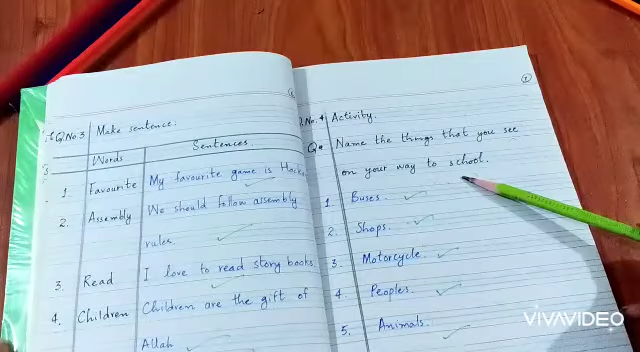 Q No.3 Make sentence:
Words Sentences
1. Favourite My favourite game is
2. Assembly We should follow assembly
rules.
3. Read I love to read story books
4. Children Children are the gift of
Allah
No.4 Activity.
Name the things that you see
on your way to school.
1. Buses.
2. Shops.
3. Motorcycle.
4. Peoples.
5. Animals.
VIVAVIDEO